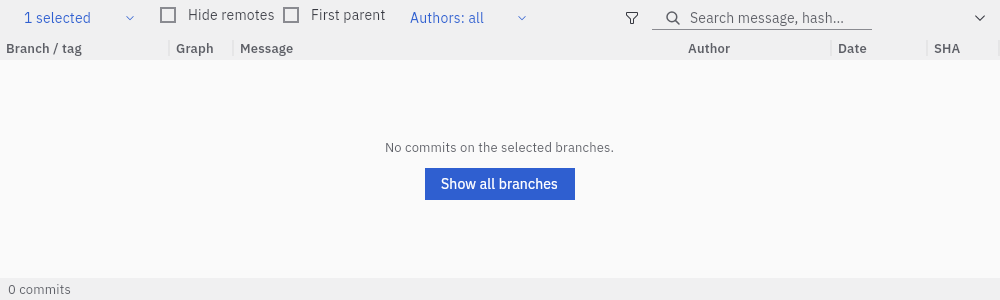 1 selected Hide remotes First parent Authors: all Search message, hash...
Branch / tag Graph Message Author Date SHA
No commits on the selected branches.
Show all branches
0 commits